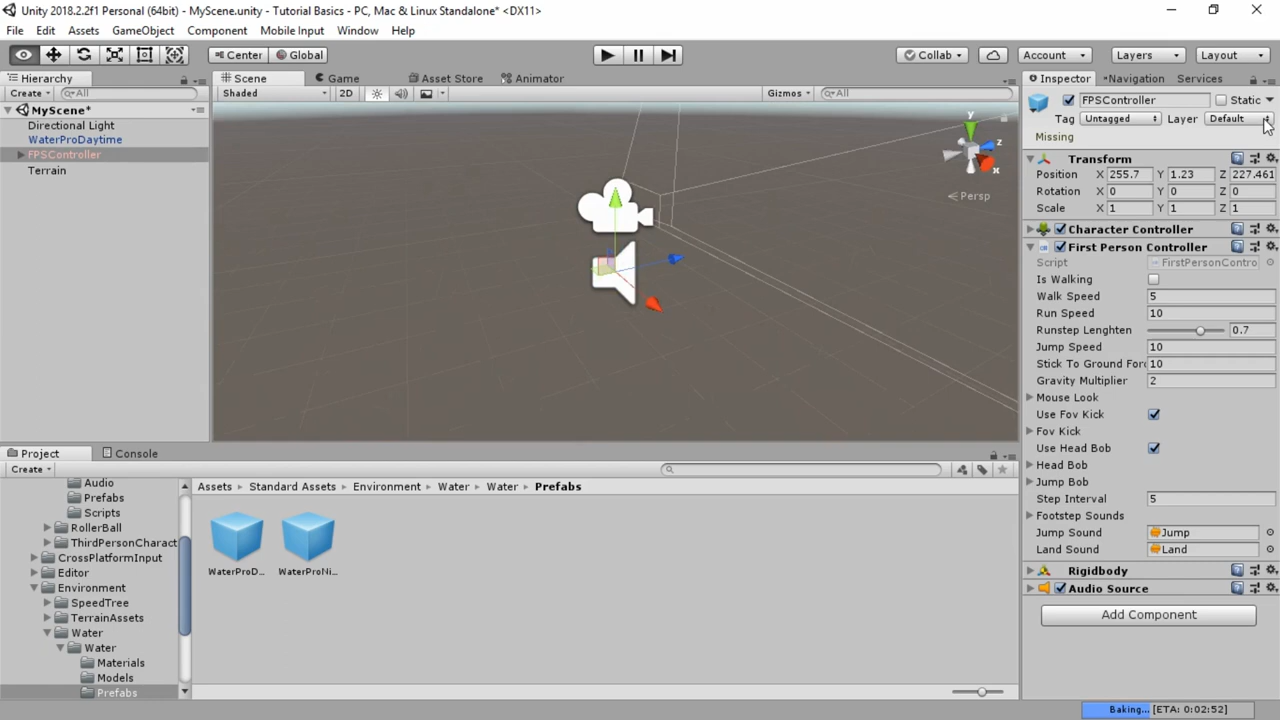 Unity 2018.2.2f1 Personal (64bit) - MyScene.unity - Tutorial Basics - PC, Mac & Linux Standalone* <DX11>
File Edit Assets GameObject Component Mobile Input Window Help
Center Global Collab Account Layers Layout
Hierarchy
Create All
MyScene*
Directional Light
WaterProDaytime
FPSController
Terrain
Scene Game Asset Store Animator
Shaded 2D Gizmos All
y
z
x
Persp
Inspector Navigation Services
FPSController Static
Tag Untagged Layer Default
Missing
Transform
Position X 255.7 Y 1.23 Z 227.461
Rotation X 0 Y 0 Z 0
Scale X 1 Y 1 Z 1
Character Controller
First Person Controller
Script FirstPersonContro
Is Walking
Walk Speed 5
Run Speed 10
Runstep Lenghten 0.7
Jump Speed 10
Stick To Ground For 10
Gravity Multiplier 2
Mouse Look
Use Fov Kick
Fov Kick
Use Head Bob
Head Bob
Jump Bob
Step Interval 5
Footstep Sounds
Jump Sound Jump
Land Sound Land
Rigidbody
Audio Source
Add Component
Project Console
Create
Audio
Prefabs
Scripts
RollerBall
ThirdPersonCharact
CrossPlatformInput
Editor
Environment
SpeedTree
TerrainAssets
Water
Water
Materials
Models
Prefabs
Assets Standard Assets Environment Water Water Prefabs
WaterProD... WaterProNi...
Baking... [ETA: 0:02:52]